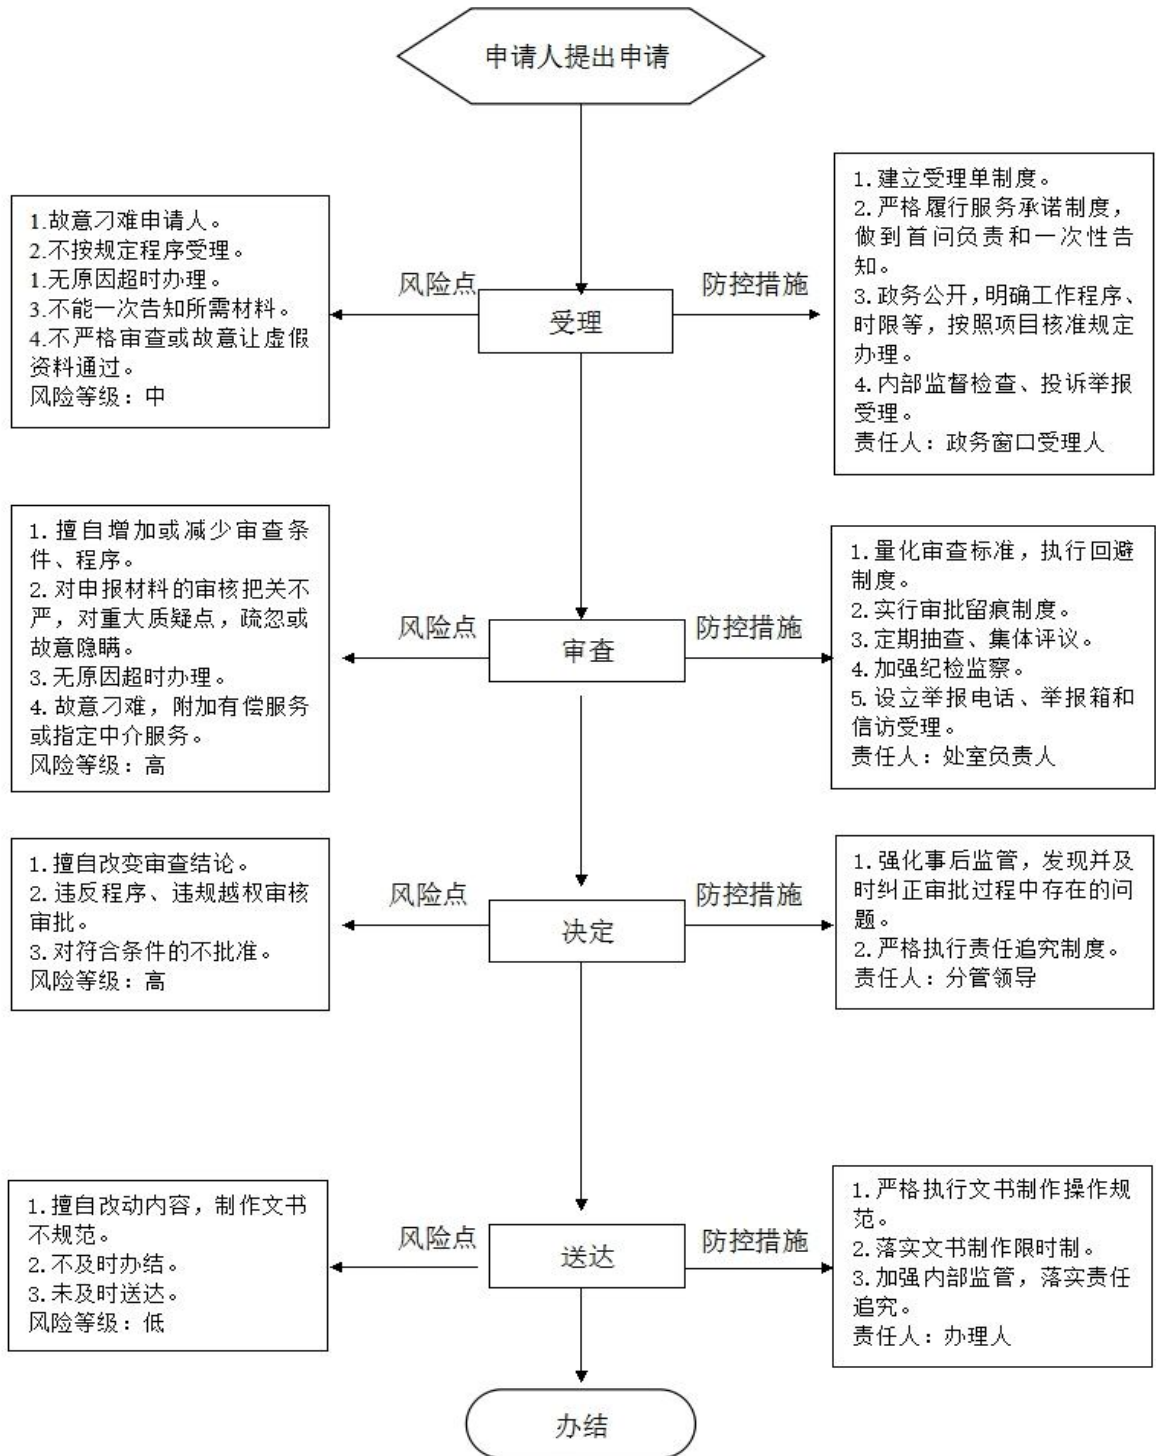 申请人提出申请
1.故意刁难申请人。
2.不按规定程序受理。
1.无原因超时办理。
3.不能一次告知所需材料。
4.不严格审查或故意让虚假
资料通过。
风险等级：中
风险点
受理
防控措施
1.建立受理单制度。
2.严格履行服务承诺制度，
做到首问负责和一次性告
知。
3.政务公开，明确工作程序、
时限等，按照项目核准规定
办理。
4.内部监督检查、投诉举报
受理。
责任人：政务窗口受理人
1.擅自增加或减少审查条
件、程序。
2.对申报材料的审核把关不
严，对重大质疑点，疏忽或
故意隐瞒。
3.无原因超时办理。
4.故意刁难，附加有偿服务
或指定中介服务。
风险等级：高
风险点
审查
防控措施
1.量化审查标准，执行回避
制度。
2.实行审批留痕制度。
3.定期抽查、集体评议。
4.加强纪检监察。
5.设立举报电话、举报箱和
信访受理。
责任人：处室负责人
1.擅自改变审查结论。
2.违反程序、违规越权审核
审批。
3.对符合条件的不批准。
风险等级：高
风险点
决定
防控措施
1.强化事后监管，发现并及
时纠正审批过程中存在的问
题。
2.严格执行责任追究制度。
责任人：分管领导
1.擅自改动内容，制作文书
不规范。
2.不及时办结。
3.未及时送达。
风险等级：低
风险点
送达
防控措施
1.严格执行文书制作操作规
范。
2.落实文书制作限时制。
3.加强内部监管，落实责任
追究。
责任人：办理人
办结